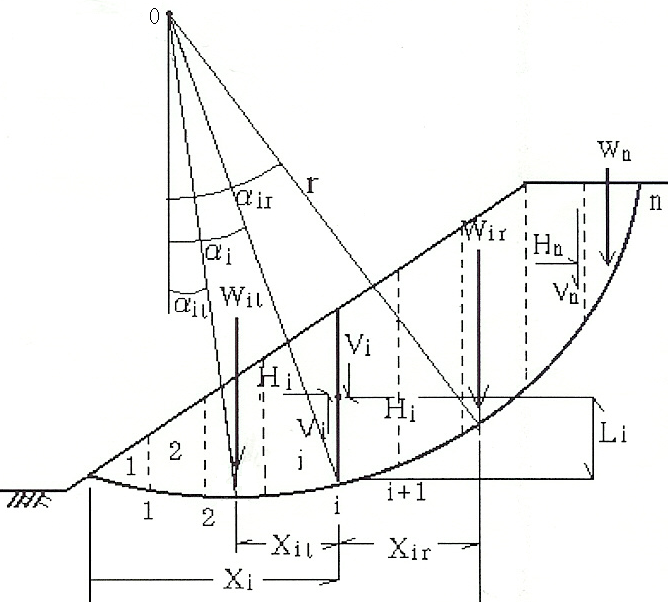 0
r
αir
αi
αil
Wn
n
Wir
Hn
Vn
Wil
Vi
Hi
Vi
Hi
Li
1
2
i
1
2
i
i+1
Xil
Xir
Xi